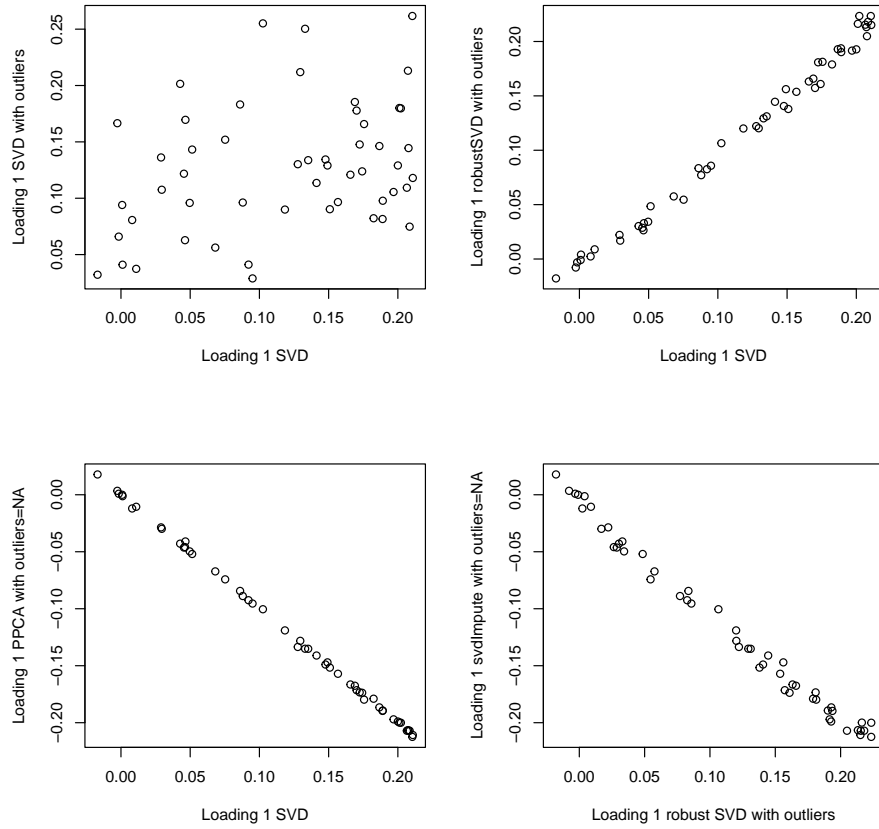 0.05 0.10 0.15 0.20 0.25
Loading 1 SVD with outliers
0.00 0.05 0.10 0.15 0.20
Loading 1 SVD
0.00 0.10 0.20
Loading 1 robustSVD with outliers
0.00 0.05 0.10 0.15 0.20
Loading 1 SVD
−0.20 −0.15 −0.10 −0.05 0.00
Loading 1 PPCA with outliers=NA
0.00 0.05 0.10 0.15 0.20
Loading 1 SVD
−0.20 −0.15 −0.10 −0.05 0.00
Loading 1 svdImpute with outliers=NA
0.00 0.05 0.10 0.15 0.20
Loading 1 robust SVD with outliers